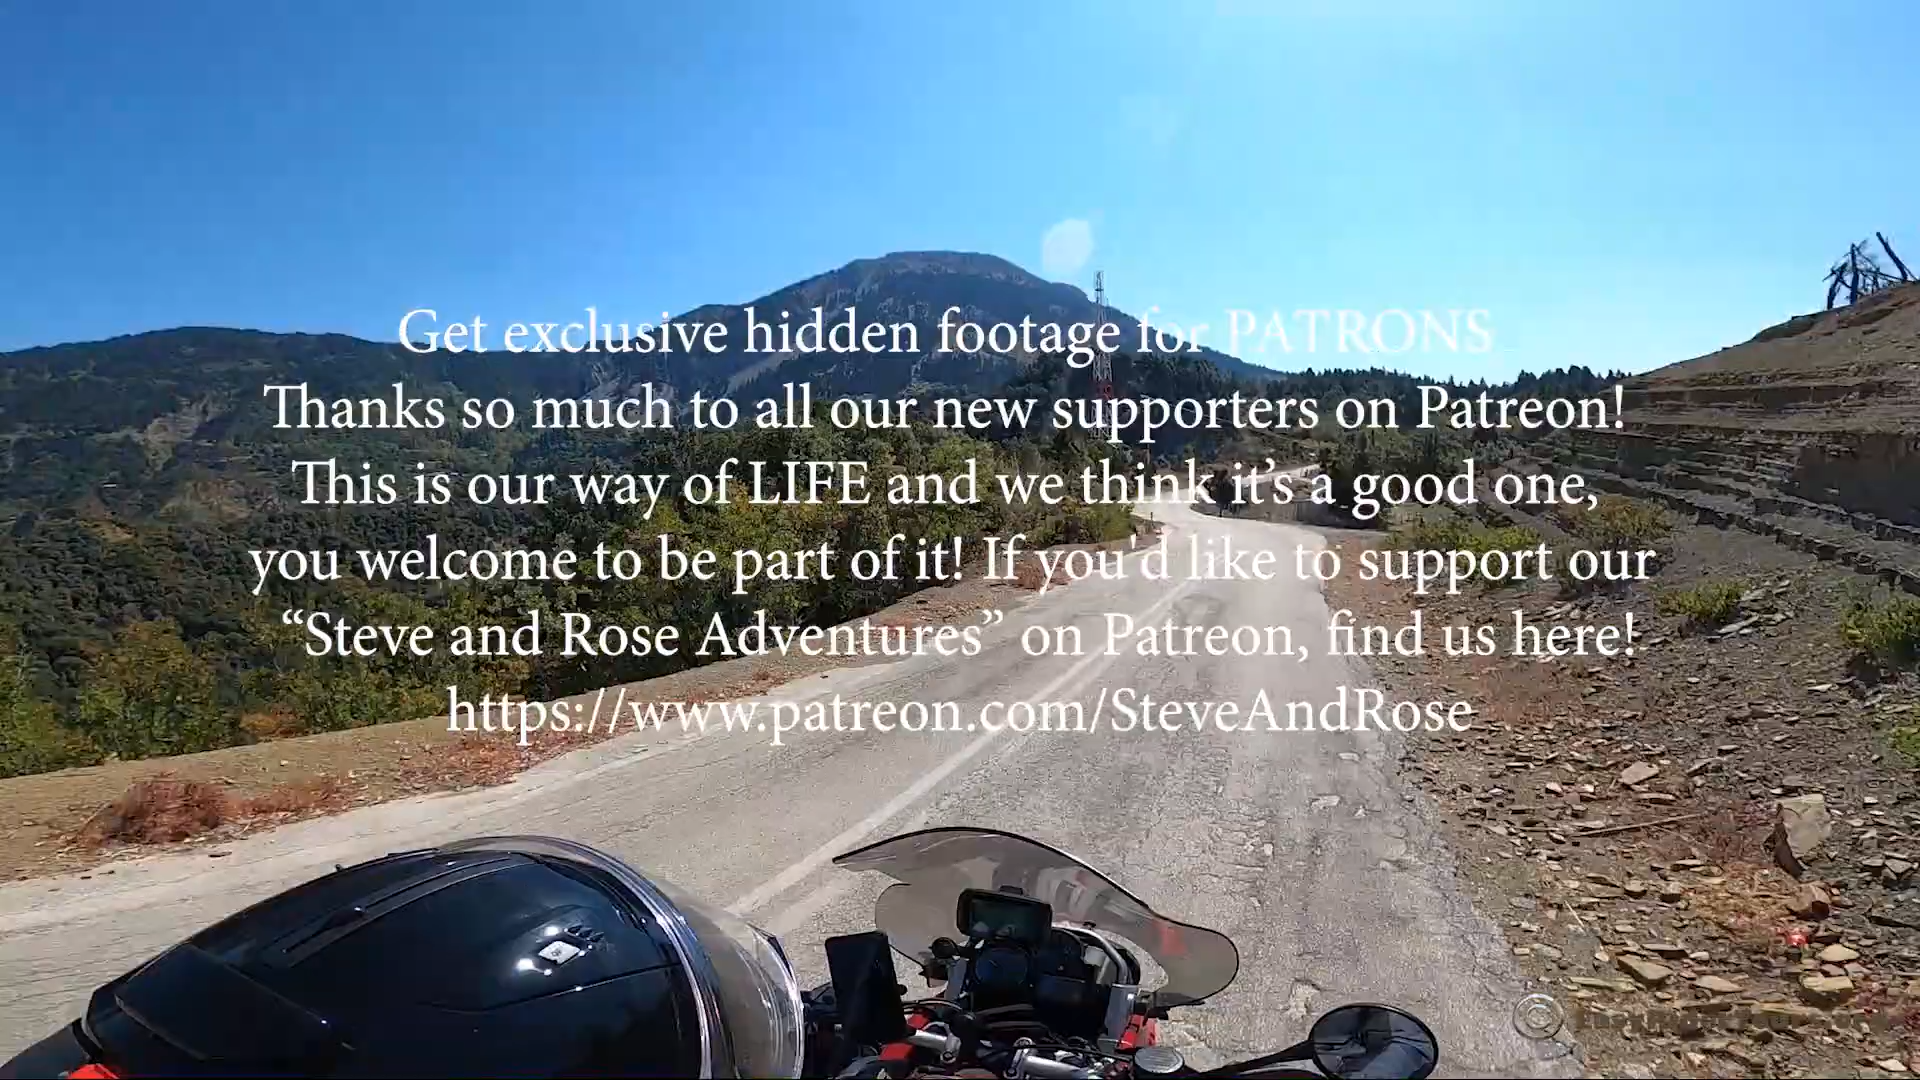 Get exclusive hidden footage for PATRONS
Thanks so much to all our new supporters on Patreon!
This is our way of LIFE and we think it’s a good one,
you welcome to be part of it! If you'd like to support our
“Steve and Rose Adventures” on Patreon, find us here!
https://www.patreon.com/SteveAndRose
©